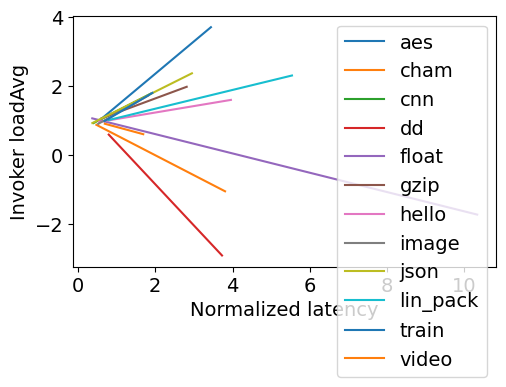 Invoker loadAvg
4
2
0
−2
0
2
4
6
8
10
Normalized latency
aes
cham
cnn
dd
float
gzip
hello
image
json
lin_pack
train
video